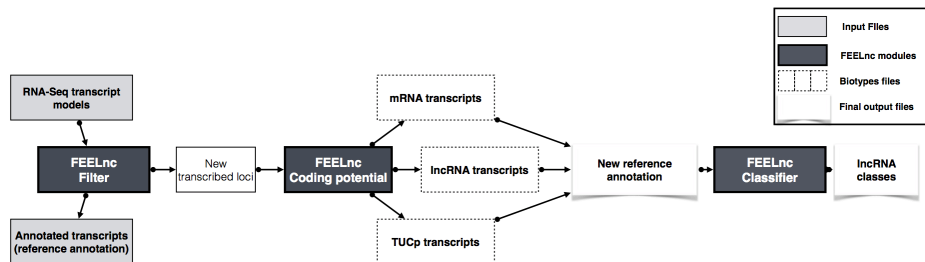 Input FIles
FEELnc modules
Biotypes files
Final output files
RNA-Seq transcript
models
FEELnc
Filter
Annotated transcripts
(reference annotation)
New
transcribed loci
FEELnc
Coding potential
mRNA transcripts
lncRNA transcripts
TUCp transcripts
New reference
annotation
FEELnc
Classifier
lncRNA
classes